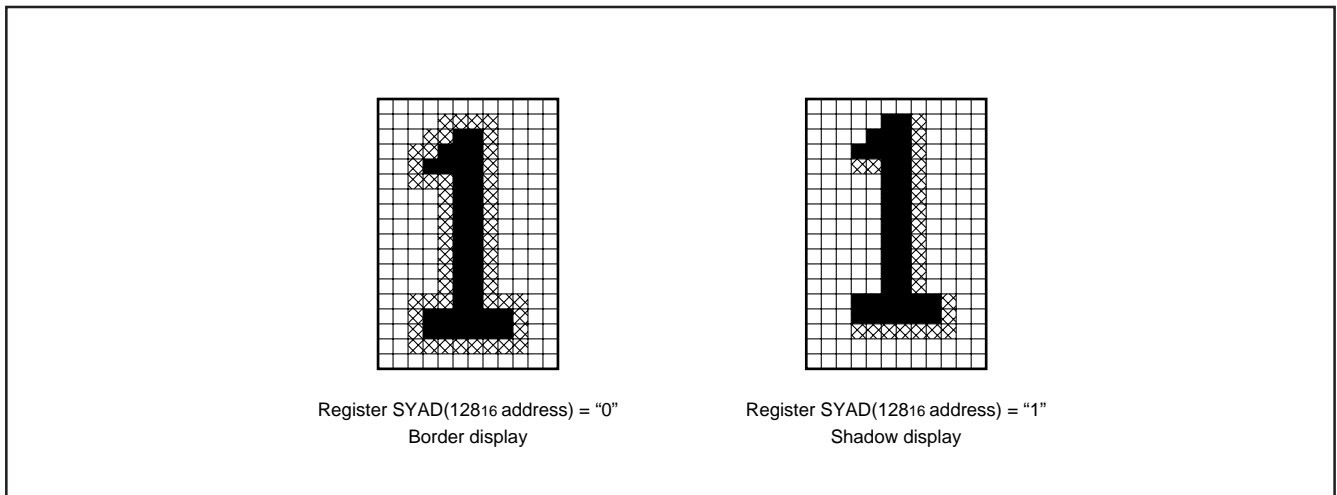 Register SYAD(12816 address) = “0”
Border display
Register SYAD(12816 address) = “1”
Shadow display